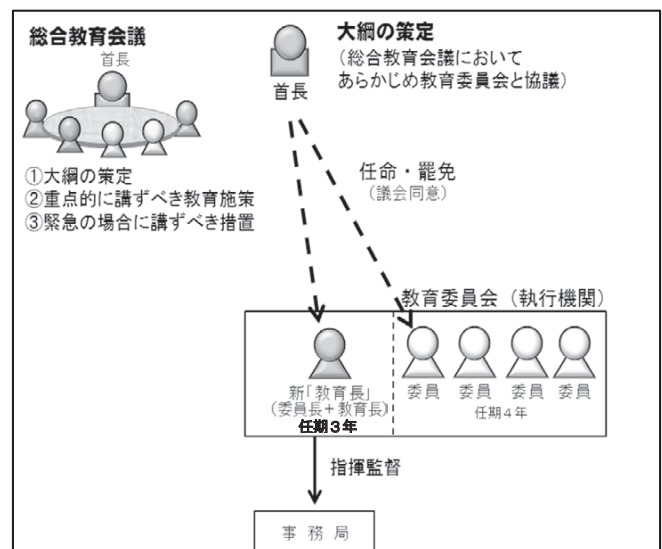 総合教育会議
首長
①大綱の策定
②重点的に講ずべき教育施策
③緊急の場合に講ずべき措置
大綱の策定
(総合教育会議において
あらかじめ教育委員会と協議)
首長
任命・罷免
(議会同意)
教育委員会(執行機関)
新「教育長」
(委員長+教育長)
任期3年
委員 委員 委員 委員
任期4年
指揮監督
事務局